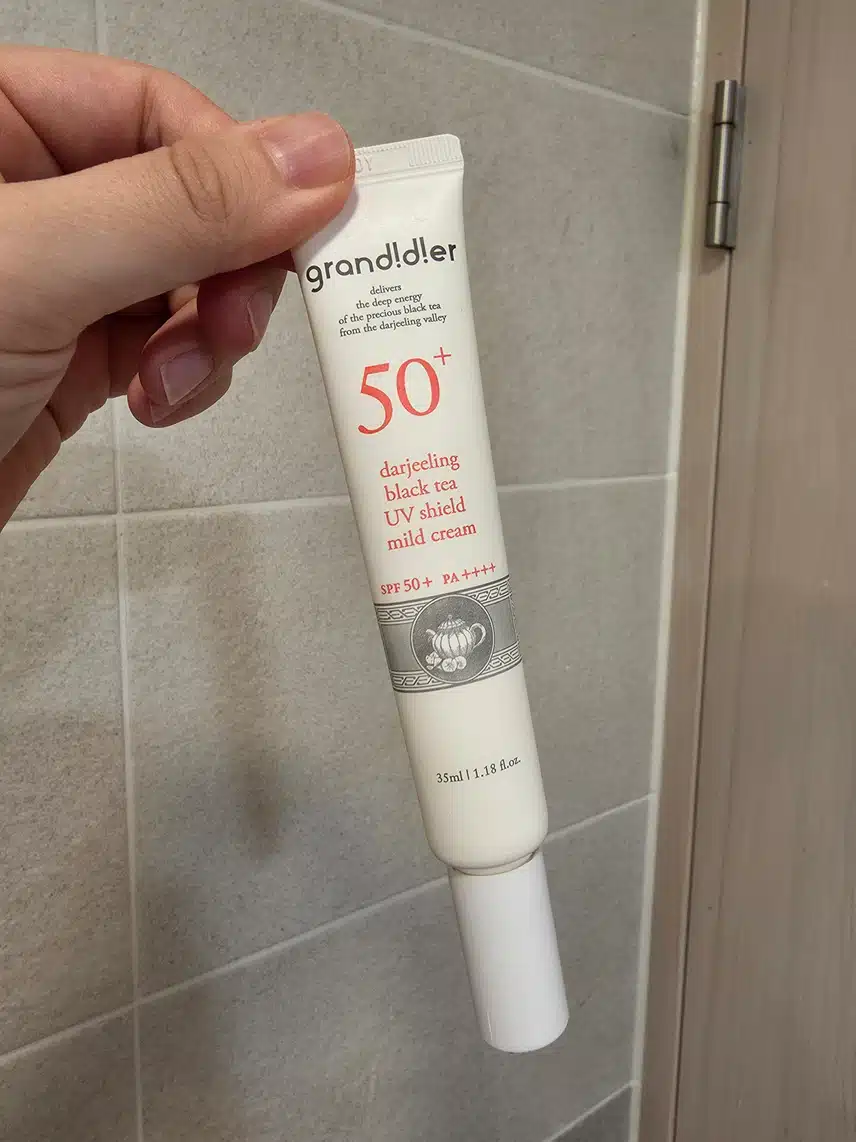 grand!d!er
delivers
the deep energy
of the precious black tea
from the darjeeling valley
50+
darjeeling
black tea
UV shield
mild cream
SPF 50+ PA++++
35ml | 1.18 fl.oz.